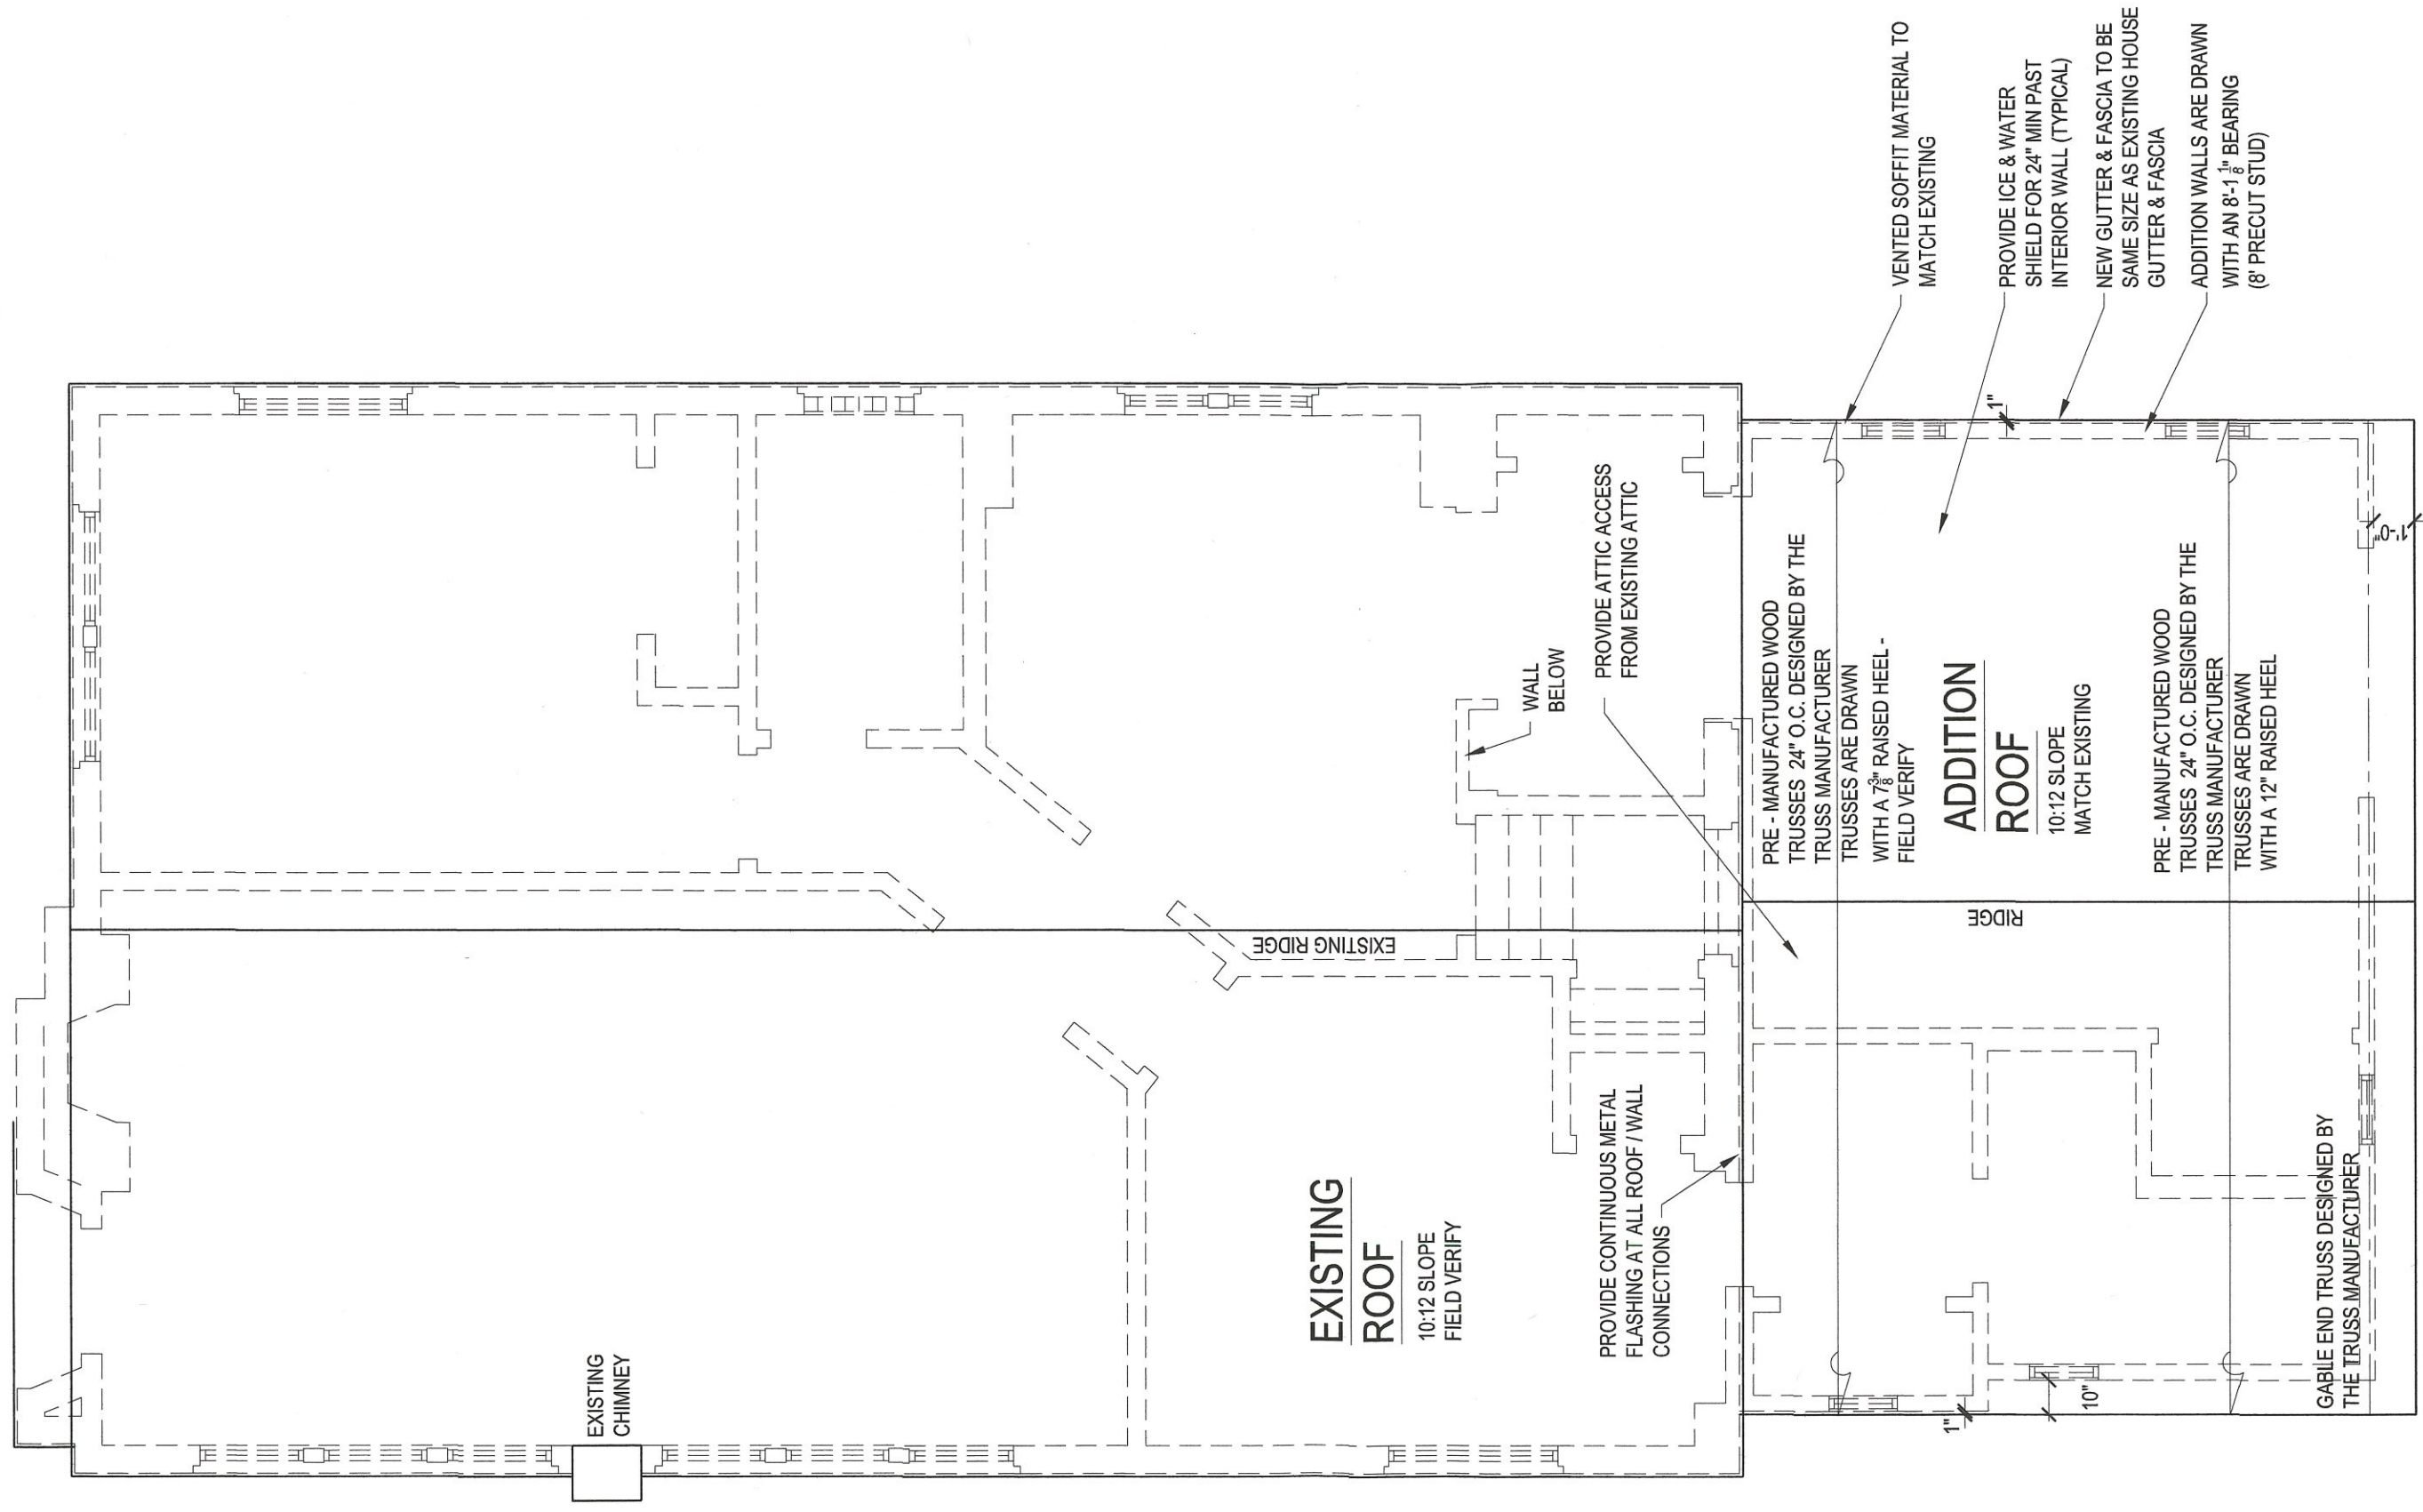 VENTED SOFFIT MATERIAL TO
MATCH EXISTING
PROVIDE ICE & WATER
SHIELD FOR 24" MIN PAST
INTERIOR WALL (TYPICAL)
NEW GUTTER & FASCIA TO BE
SAME SIZE AS EXISTING HOUSE
GUTTER & FASCIA
ADDITION WALLS ARE DRAWN
WITH AN 8'-1 1/8" BEARING
(8' PRECUT STUD)
1"
1'-0"
PROVIDE ATTIC ACCESS
FROM EXISTING ATTIC
WALL
BELOW
PRE - MANUFACTURED WOOD
TRUSSES 24" O.C. DESIGNED BY THE
TRUSS MANUFACTURER
TRUSSES ARE DRAWN
WITH A 7 3/8" RAISED HEEL -
FIELD VERIFY
ADDITION
ROOF
10:12 SLOPE
MATCH EXISTING
PRE - MANUFACTURED WOOD
TRUSSES 24" O.C. DESIGNED BY THE
TRUSS MANUFACTURER
TRUSSES ARE DRAWN
WITH A 12" RAISED HEEL
EXISTING RIDGE
RIDGE
EXISTING
ROOF
10:12 SLOPE
FIELD VERIFY
PROVIDE CONTINUOUS METAL
FLASHING AT ALL ROOF / WALL
CONNECTIONS
EXISTING
CHIMNEY
1"
10"
GABLE END TRUSS DESIGNED BY
THE TRUSS MANUFACTURER